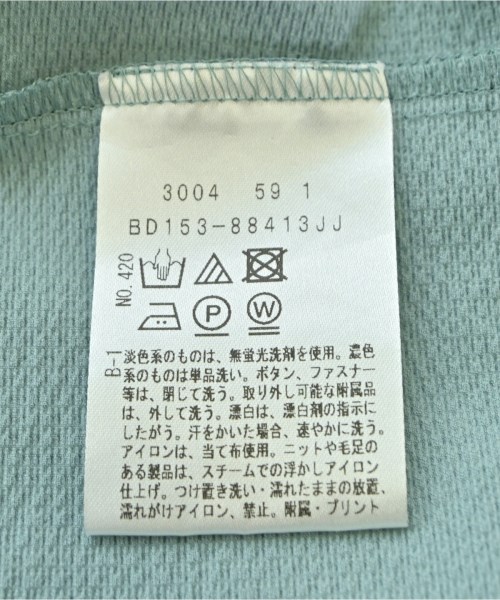 3004 59 1
BD153-88413JJ
NO.420
P W
B-1
淡色系のものは、無蛍光洗剤を使用。濃色
系のものは単品洗い。ボタン、ファスナー
等は、閉じて洗う。取り外し可能な附属品
は、外して洗う。漂白は、漂白剤の指示に
したがう。汗をかいた場合、速やかに洗う。
アイロンは、当て布使用。ニットや毛足の
ある製品は、スチームでの浮かしアイロン
仕上げ。つけ置き洗い・濡れたままの放置、
濡れがけアイロン、禁止。附属・プリント